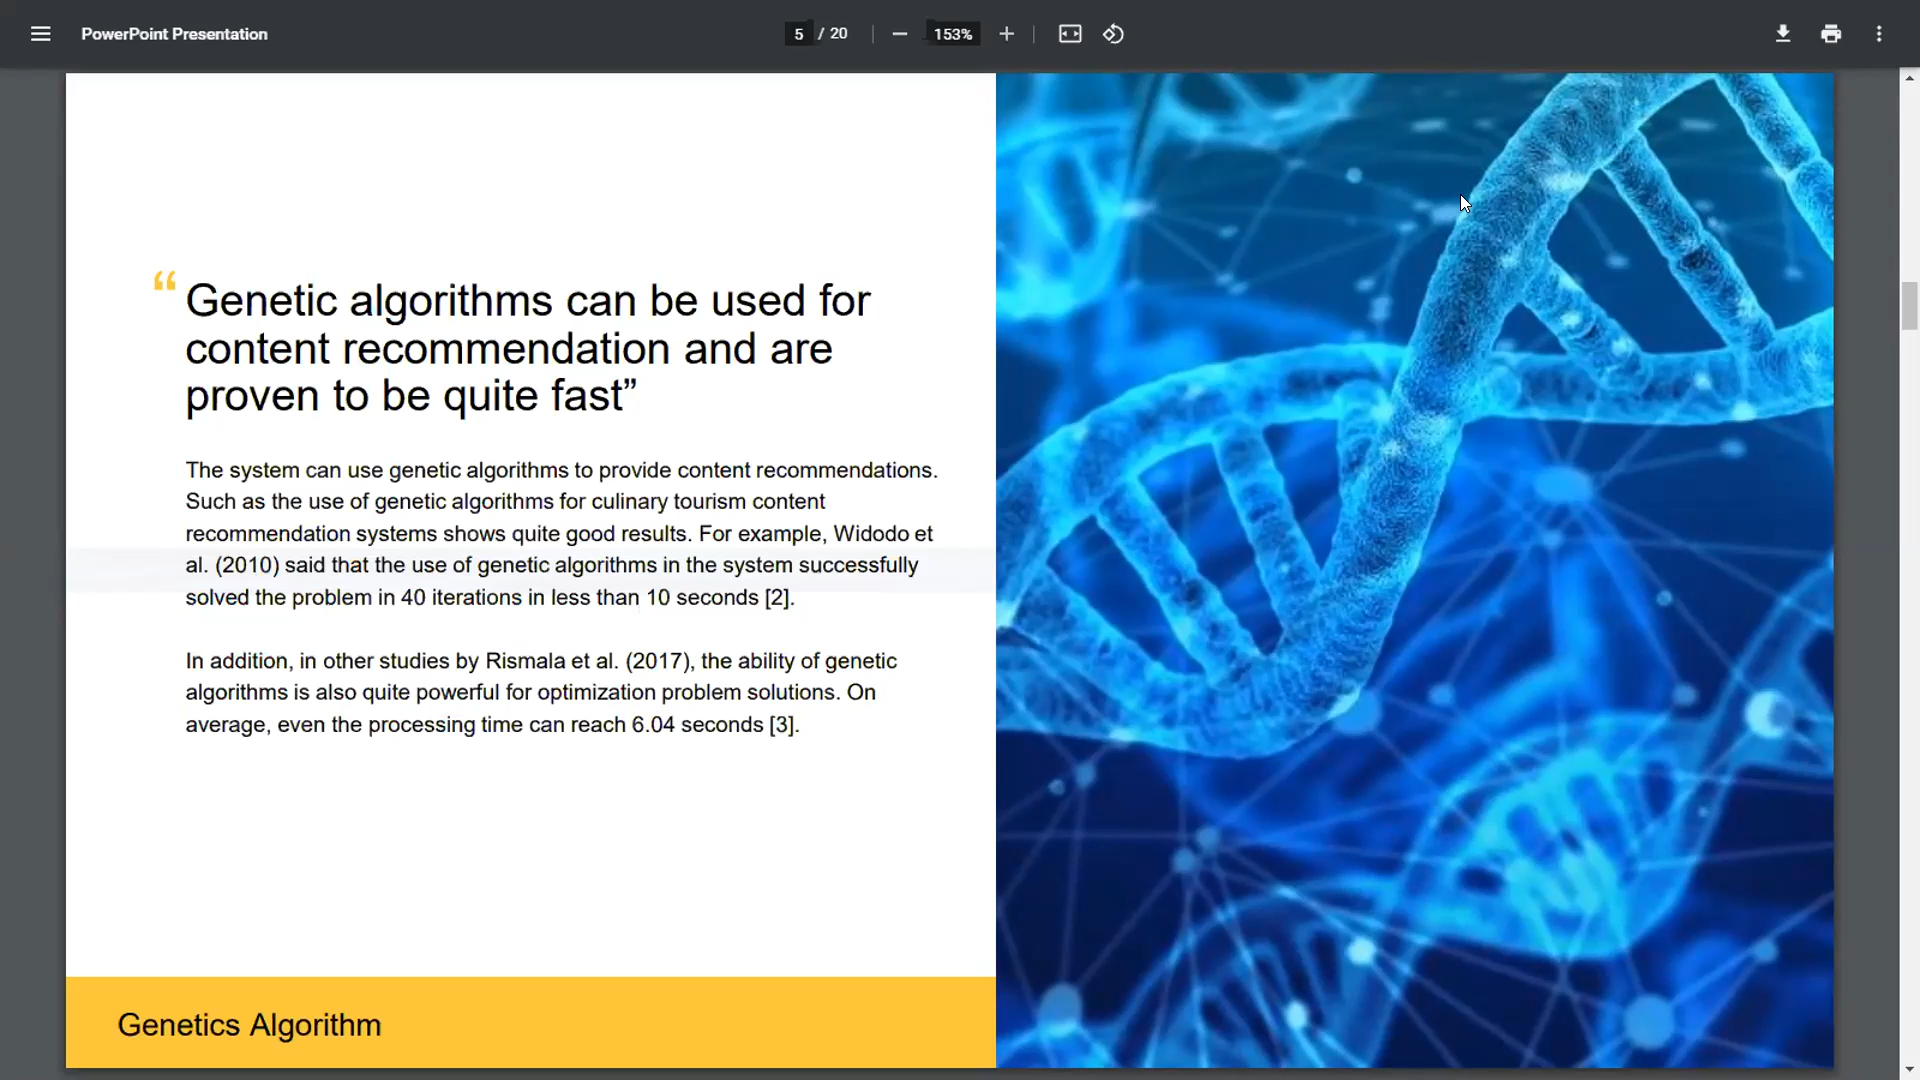 PowerPoint Presentation
5 / 20
153%
“Genetic algorithms can be used for
content recommendation and are
proven to be quite fast”
The system can use genetic algorithms to provide content recommendations.
Such as the use of genetic algorithms for culinary tourism content
recommendation systems shows quite good results. For example, Widodo et
al. (2010) said that the use of genetic algorithms in the system successfully
solved the problem in 40 iterations in less than 10 seconds [2].
In addition, in other studies by Rismala et al. (2017), the ability of genetic
algorithms is also quite powerful for optimization problem solutions. On
average, even the processing time can reach 6.04 seconds [3].
Genetics Algorithm